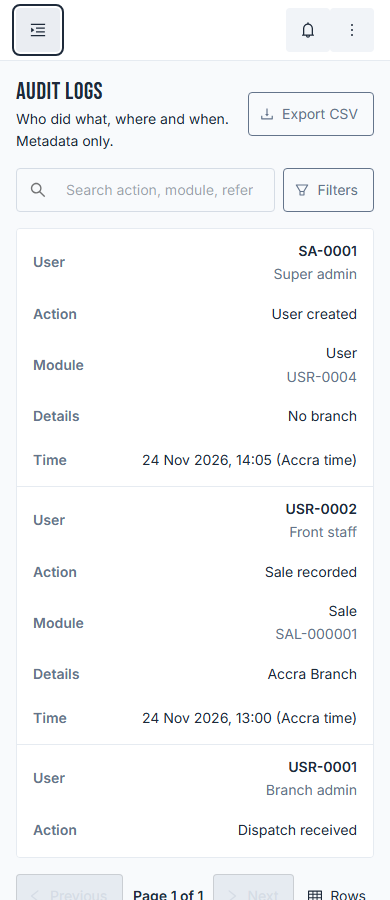 AUDIT LOGS
Who did what, where and when.
Metadata only.
Export CSV
Search action, module, refer
Filters
User
SA-0001
Super admin
Action
User created
Module
User
USR-0004
Details
No branch
Time
24 Nov 2026, 14:05 (Accra time)
User
USR-0002
Front staff
Action
Sale recorded
Module
Sale
SAL-000001
Details
Accra Branch
Time
24 Nov 2026, 13:00 (Accra time)
User
USR-0001
Branch admin
Action
Dispatch received
Previous
Page 1 of 1
Next
Rows